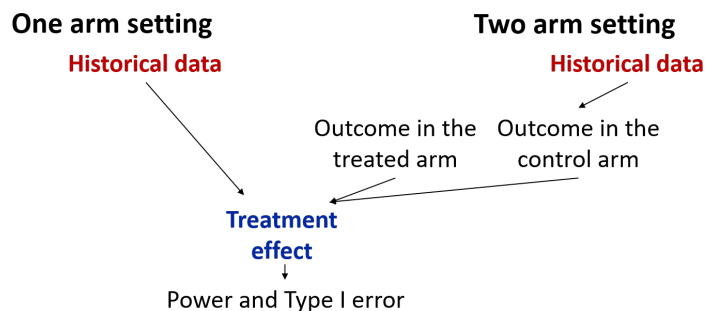 One arm setting
Two arm setting
Historical data
Historical data
Outcome in the
treated arm
Outcome in the
control arm
Treatment
effect
Power and Type I error